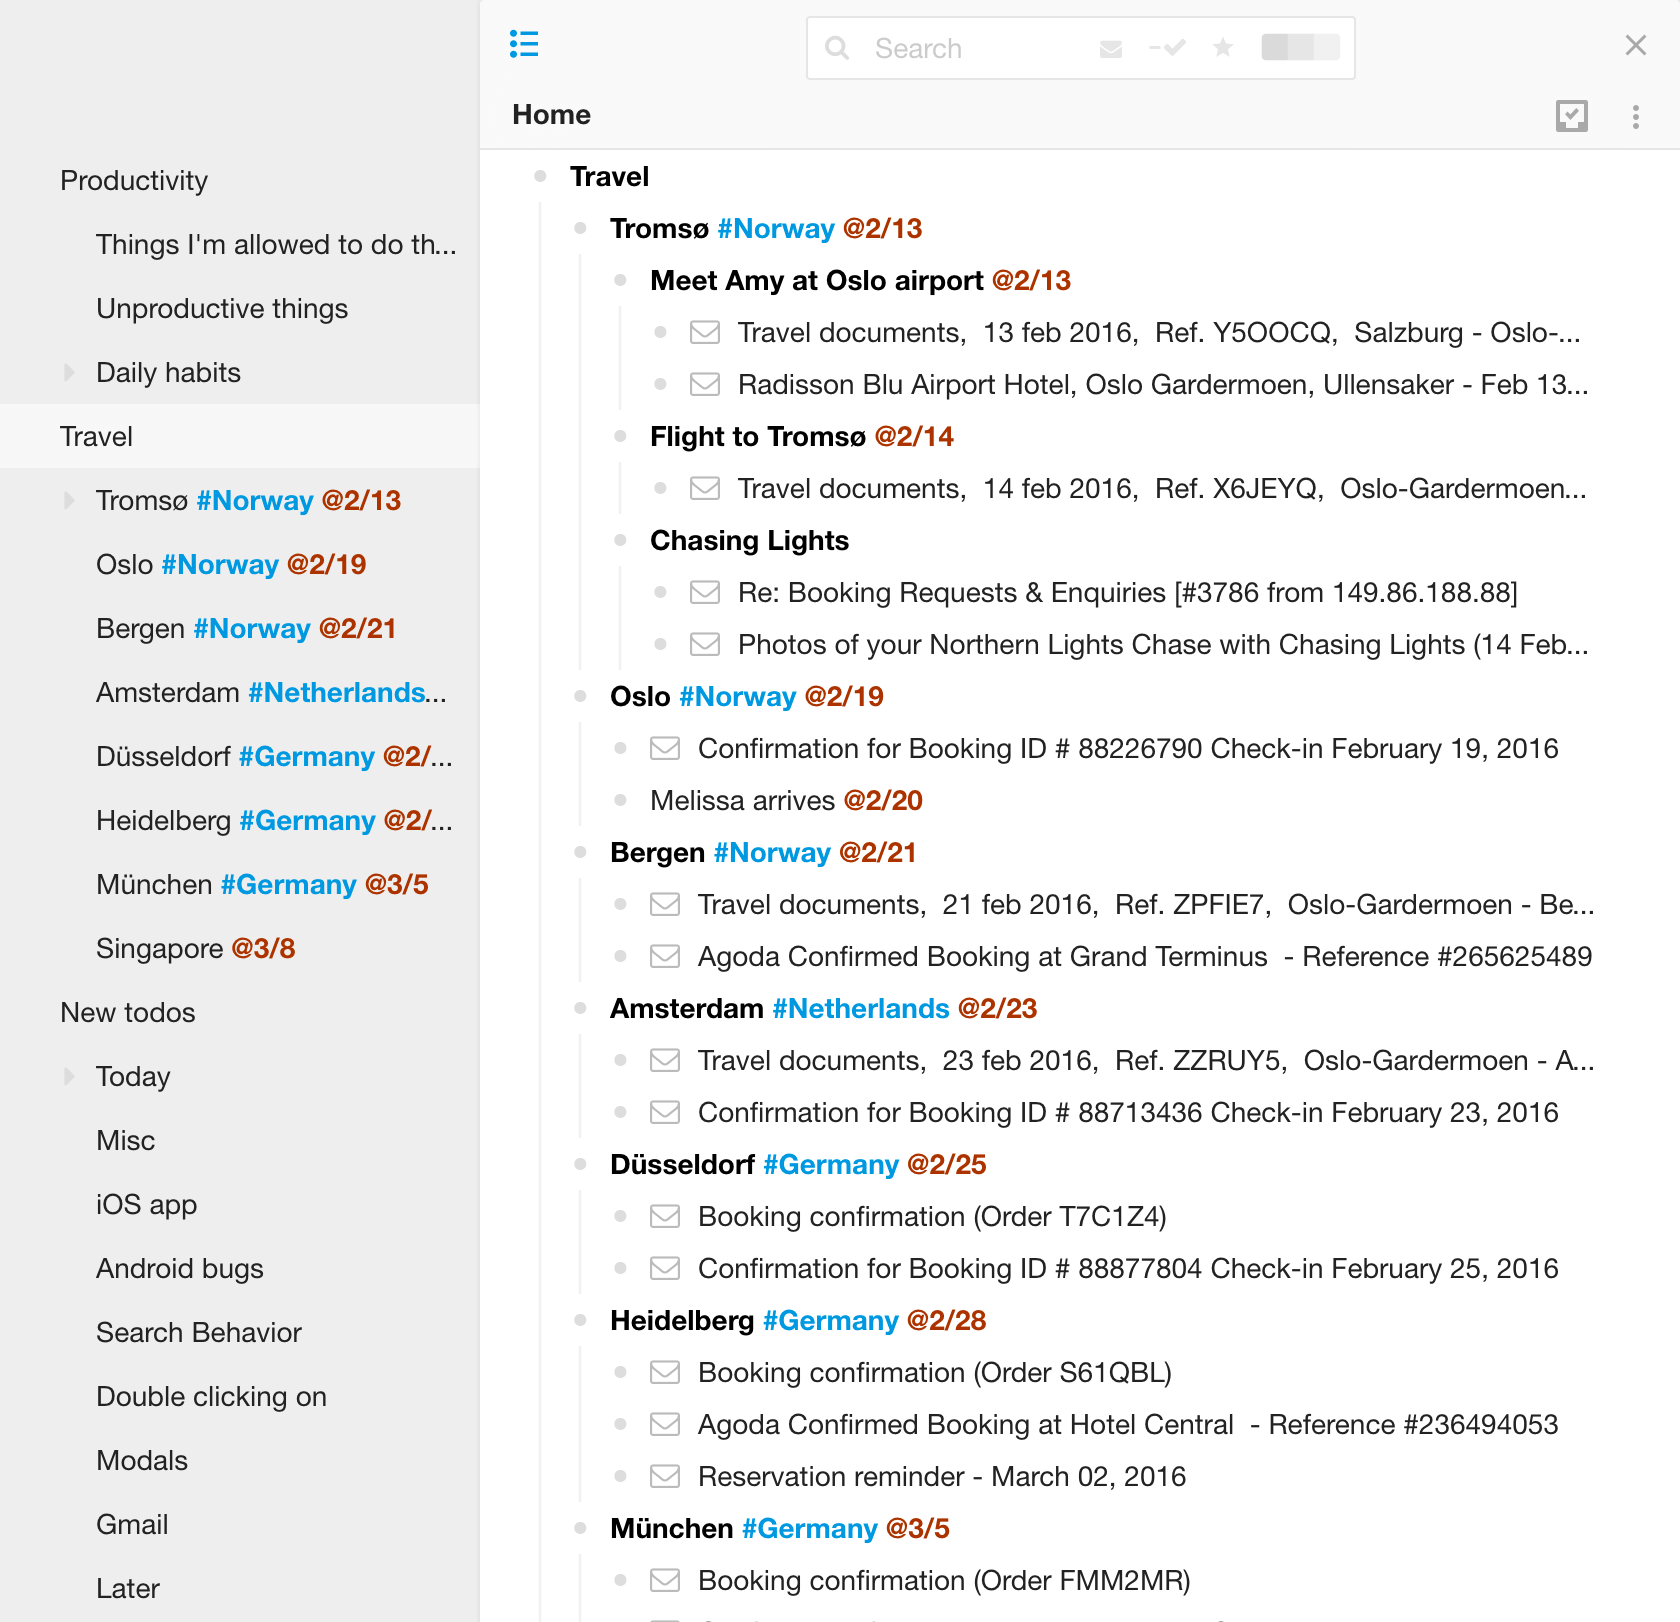 Search
Home
Productivity
Things I'm allowed to do th...
Unproductive things
Daily habits
Travel
Tromsø #Norway @2/13
Oslo #Norway @2/19
Bergen #Norway @2/21
Amsterdam #Netherlands...
Düsseldorf #Germany @2/...
Heidelberg #Germany @2/...
München #Germany @3/5
Singapore @3/8
New todos
Today
Misc
iOS app
Android bugs
Search Behavior
Double clicking on
Modals
Gmail
Later
Travel
Tromsø #Norway @2/13
Meet Amy at Oslo airport @2/13
Travel documents,  13 feb 2016,  Ref. Y5OOCQ,  Salzburg - Oslo-...
Radisson Blu Airport Hotel, Oslo Gardermoen, Ullensaker - Feb 13...
Flight to Tromsø @2/14
Travel documents,  14 feb 2016,  Ref. X6JEYQ,  Oslo-Gardermoen...
Chasing Lights
Re: Booking Requests & Enquiries [#3786 from 149.86.188.88]
Photos of your Northern Lights Chase with Chasing Lights (14 Feb...
Oslo #Norway @2/19
Confirmation for Booking ID # 88226790 Check-in February 19, 2016
Melissa arrives @2/20
Bergen #Norway @2/21
Travel documents,  21 feb 2016,  Ref. ZPFIE7,  Oslo-Gardermoen - Be...
Agoda Confirmed Booking at Grand Terminus  - Reference #265625489
Amsterdam #Netherlands @2/23
Travel documents,  23 feb 2016,  Ref. ZZRUY5,  Oslo-Gardermoen - A...
Confirmation for Booking ID # 88713436 Check-in February 23, 2016
Düsseldorf #Germany @2/25
Booking confirmation (Order T7C1Z4)
Confirmation for Booking ID # 88877804 Check-in February 25, 2016
Heidelberg #Germany @2/28
Booking confirmation (Order S61QBL)
Agoda Confirmed Booking at Hotel Central  - Reference #236494053
Reservation reminder - March 02, 2016
München #Germany @3/5
Booking confirmation (Order FMM2MR)